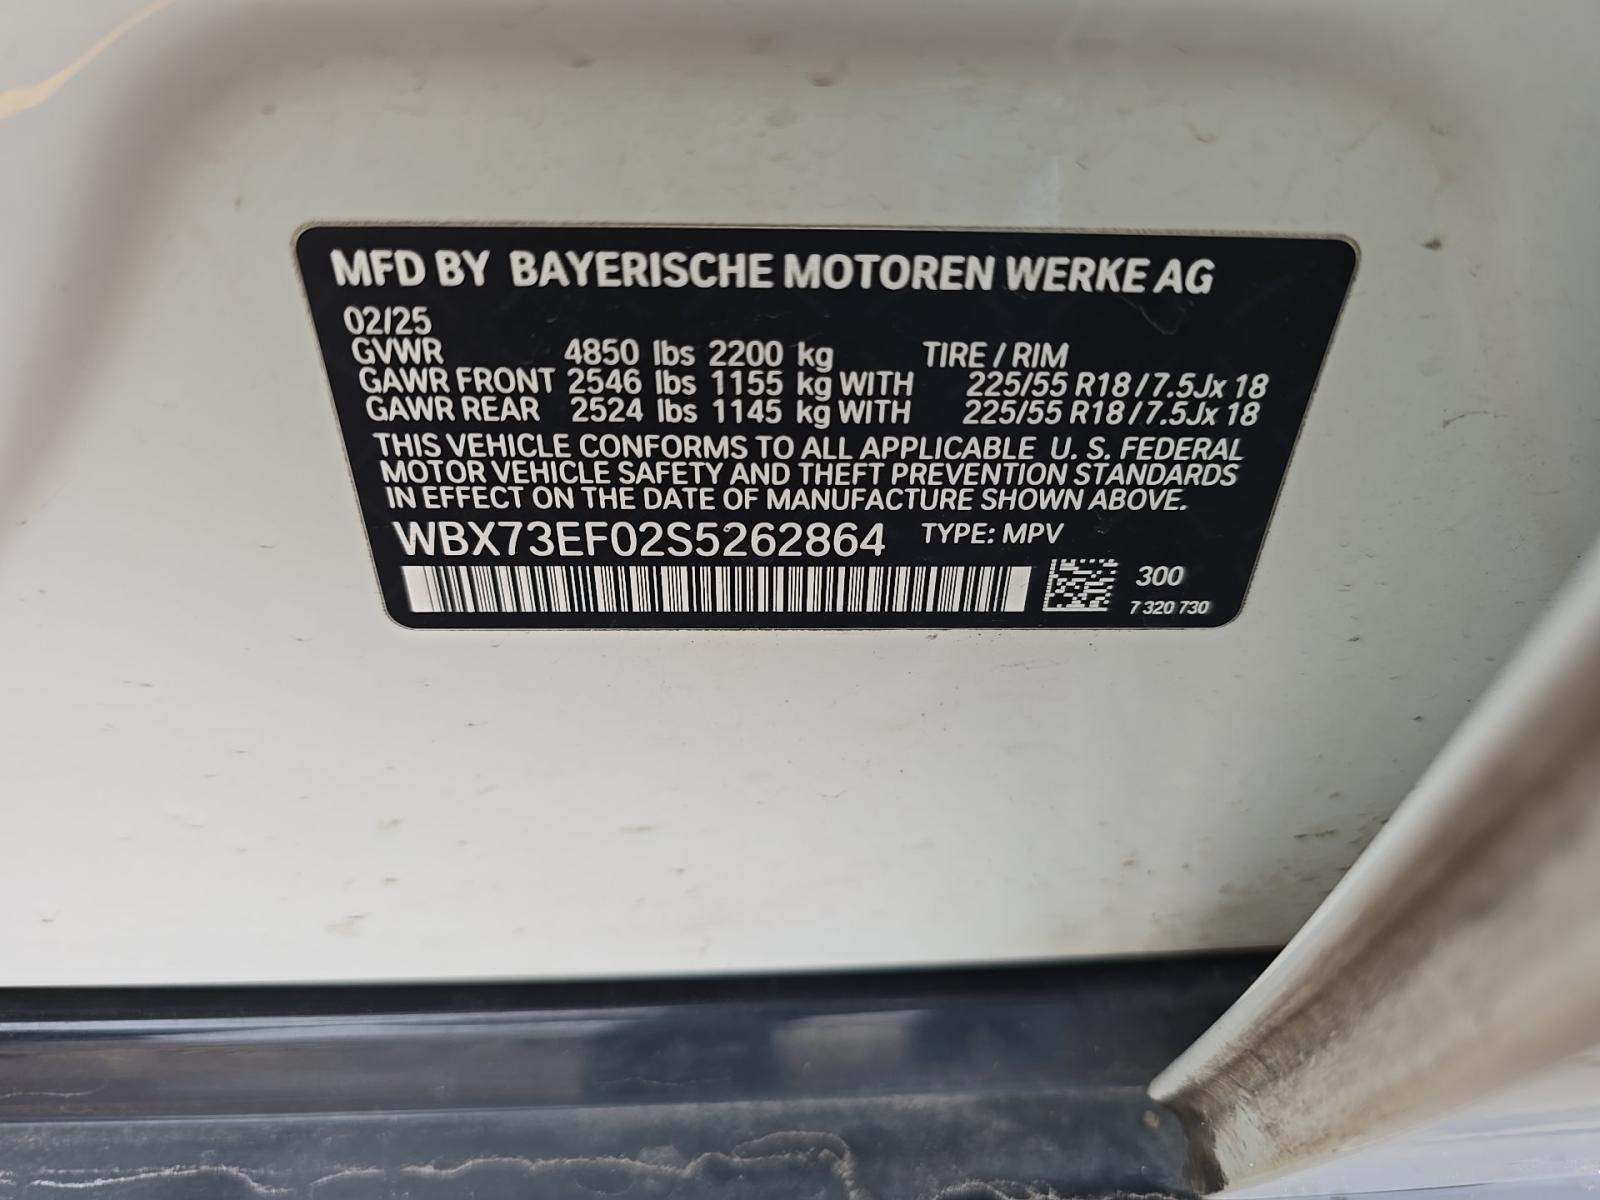 MFD BY BAYERISCHE MOTOREN WERKE AG
02/25
GVWR 4850 lbs 2200 kg TIRE / RIM
GAWR FRONT 2546 lbs 1155 kg WITH 225/55 R18 / 7.5Jx 18
GAWR REAR 2524 lbs 1145 kg WITH 225/55 R18 / 7.5Jx 18
THIS VEHICLE CONFORMS TO ALL APPLICABLE U. S. FEDERAL
MOTOR VEHICLE SAFETY AND THEFT PREVENTION STANDARDS
IN EFFECT ON THE DATE OF MANUFACTURE SHOWN ABOVE.
WBX73EF02S5262864 TYPE: MPV
300
7 320 730